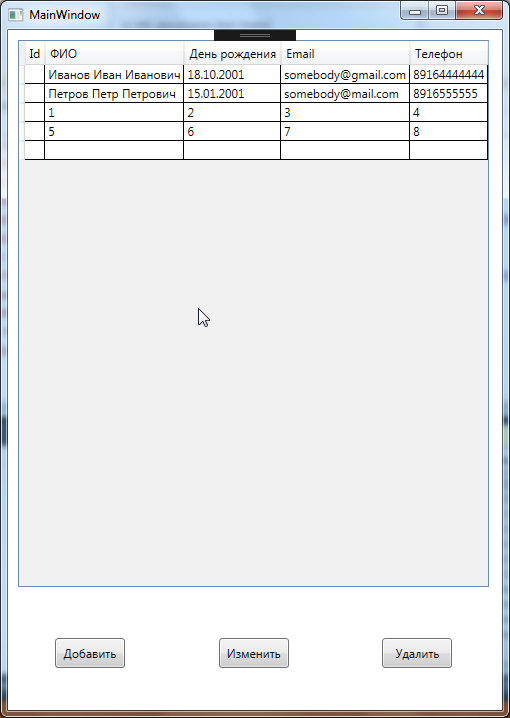 MainWindow
Id ФИО День рождения Email Телефон
Иванов Иван Иванович 18.10.2001 somebody@gmail.com 89164444444
Петров Петр Петрович 15.01.2001 somebody@mail.com 8916555555
1 2 3 4
5 6 7 8
Добавить Изменить Удалить